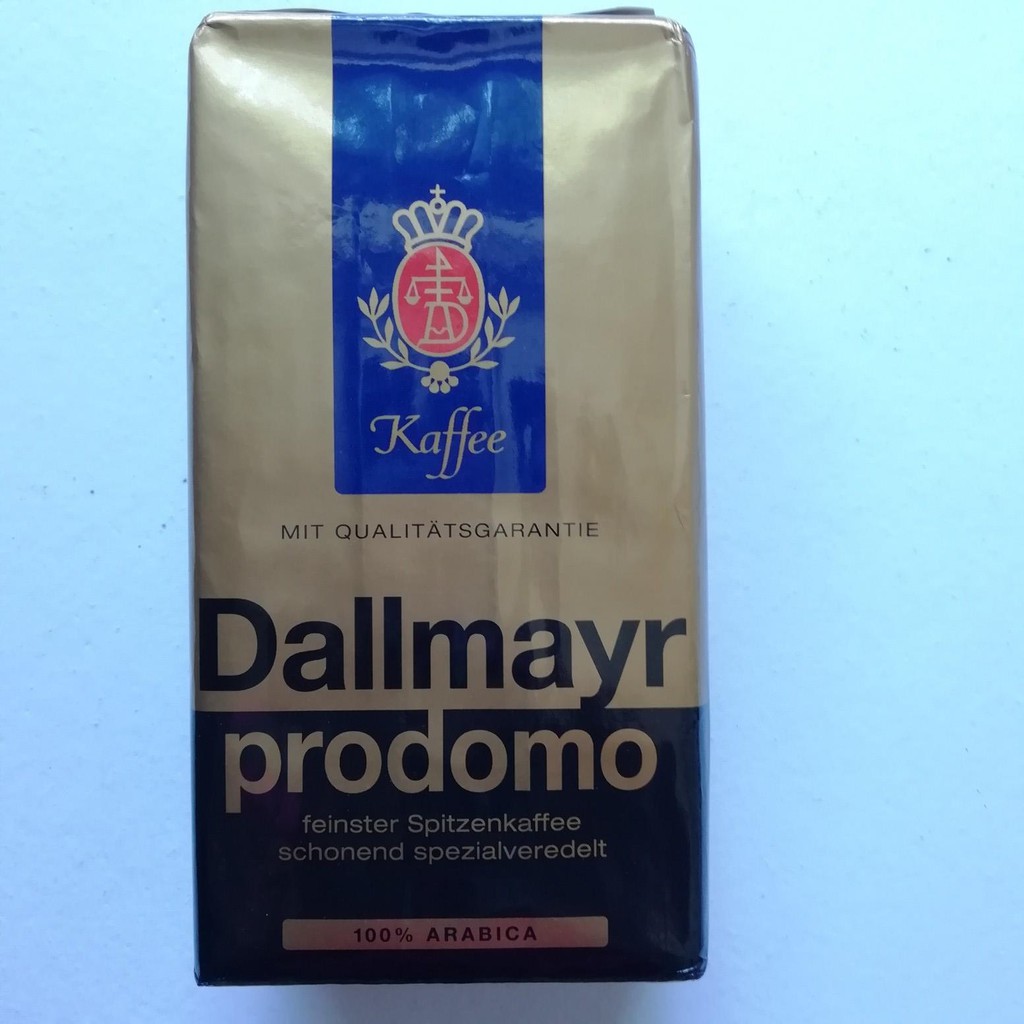 Kaffee
MIT QUALITÄTSGARANTIE
Dallmayr
prodomo
feinster Spitzenkaffee
schonend spezialveredelt
100% ARABICA